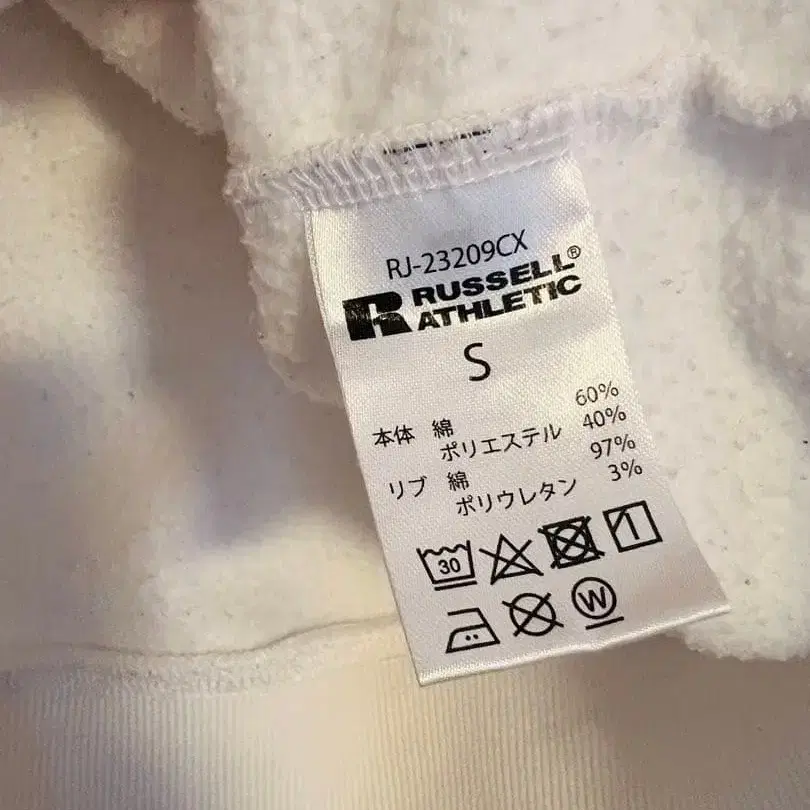 RJ-23209CX
RUSSELL®
ATHLETIC
S
本体 綿 60%
ポリエステル 40%
リブ 綿 97%
ポリウレタン 3%
30
W